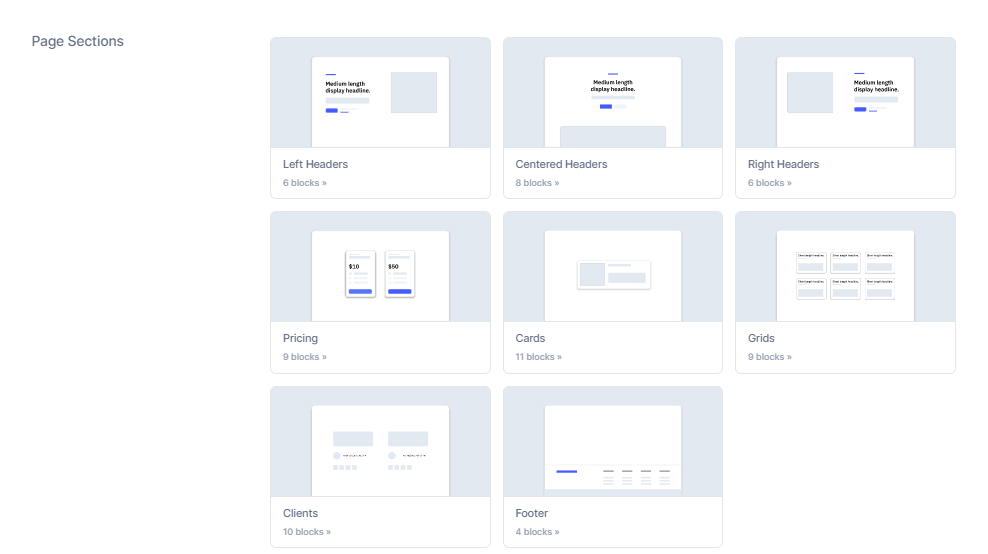 Page Sections
Medium length
display headline.
Left Headers
6 blocks »
Medium length
display headline.
Centered Headers
8 blocks »
Medium length
display headline.
Right Headers
6 blocks »
$10
$50
Pricing
9 blocks »
Cards
11 blocks »
Short length headline.
Short length headline.
Short length headline.
Short length headline.
Short length headline.
Short length headline.
Grids
9 blocks »
Clients
10 blocks »
Footer
4 blocks »